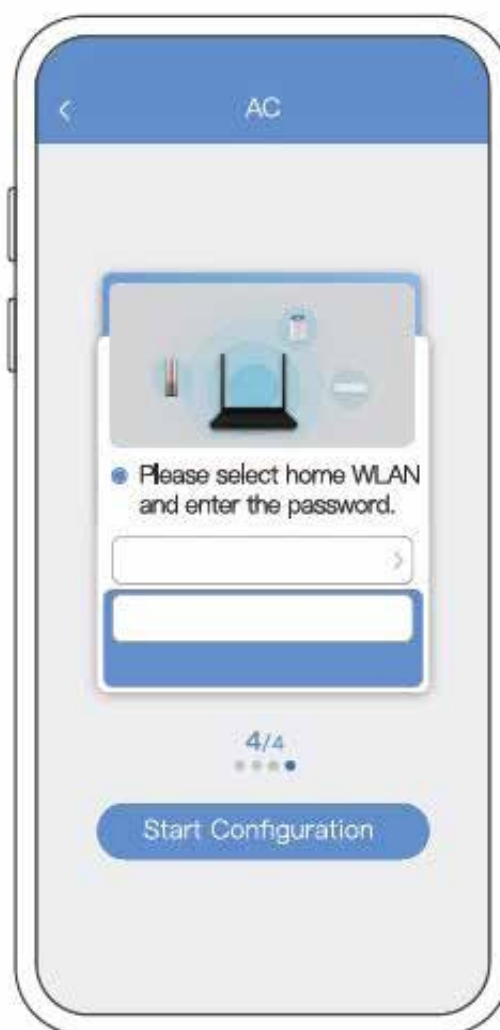 AC
Please select home WLAN
and enter the password.
4/4
Start Configuration